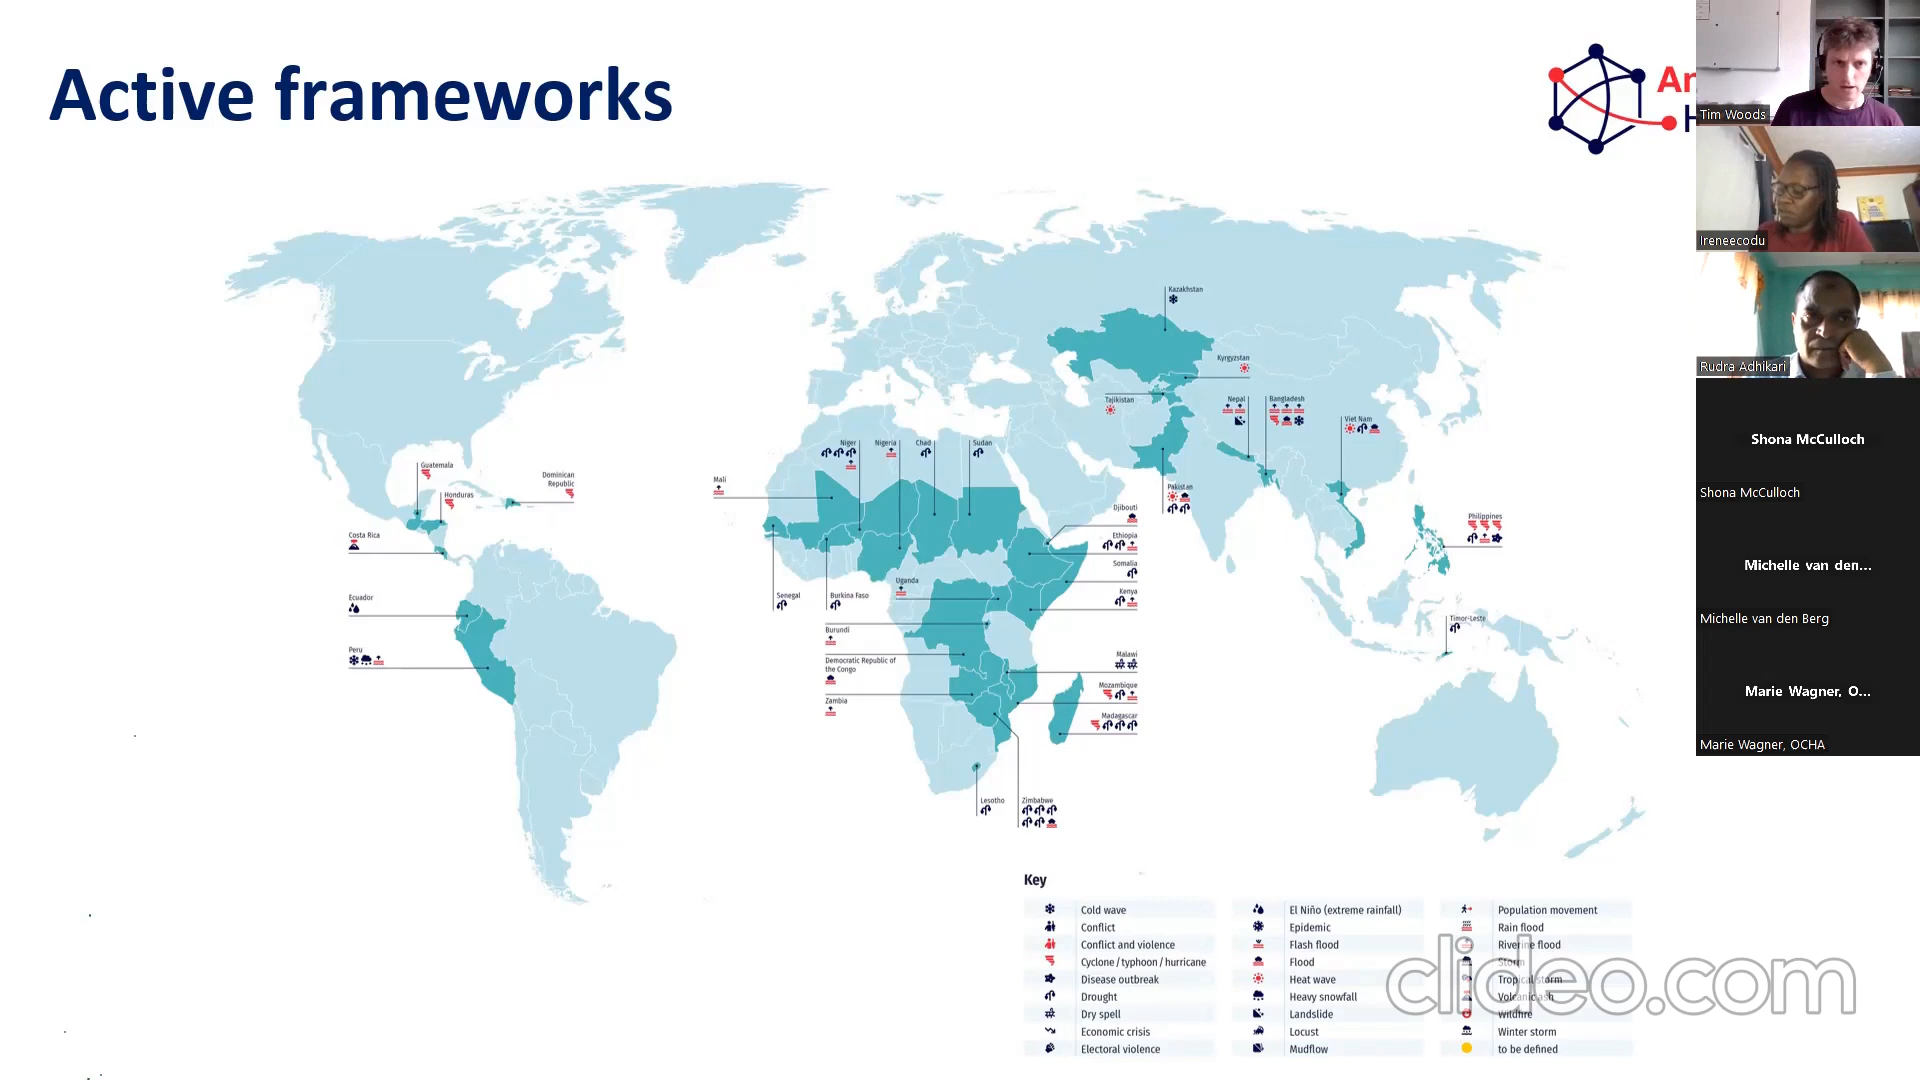 Active frameworks
An
H
Kazakhstan
Kyrgyzstan
Tajikistan
Nepal
Bangladesh
Viet Nam
Niger
Nigeria
Chad
Sudan
Guatemala
Dominican
Republic
Honduras
Mali
Pakistan
Djibouti
Philippines
Costa Rica
Ethiopia
Somalia
Uganda
Kenya
Ecuador
Senegal
Burkina Faso
Timor-Leste
Burundi
Peru
Democratic Republic of
the Congo
Malawi
Mozambique
Zambia
Madagascar
Lesotho
Zimbabwe
Key
Cold wave
Conflict
Conflict and violence
Cyclone / typhoon / hurricane
Disease outbreak
Drought
Dry spell
Economic crisis
Electoral violence
El Niño (extreme rainfall)
Epidemic
Flash flood
Flood
Heat wave
Heavy snowfall
Landslide
Locust
Mudflow
Population movement
Rain flood
Riverine flood
Storm
Tropical storm
Volcanic ash
Wildfire
Winter storm
to be defined
clideo.com
Tim Woods
Ireneecodu
Rudra Adhikari
Shona McCulloch
Shona McCulloch
Michelle van den...
Michelle van den Berg
Marie Wagner, O...
Marie Wagner, OCHA